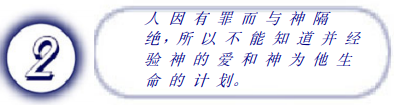 2
人因有罪而与神隔
绝,所以不能知道并经
验神的爱和神为他生
命的计划。